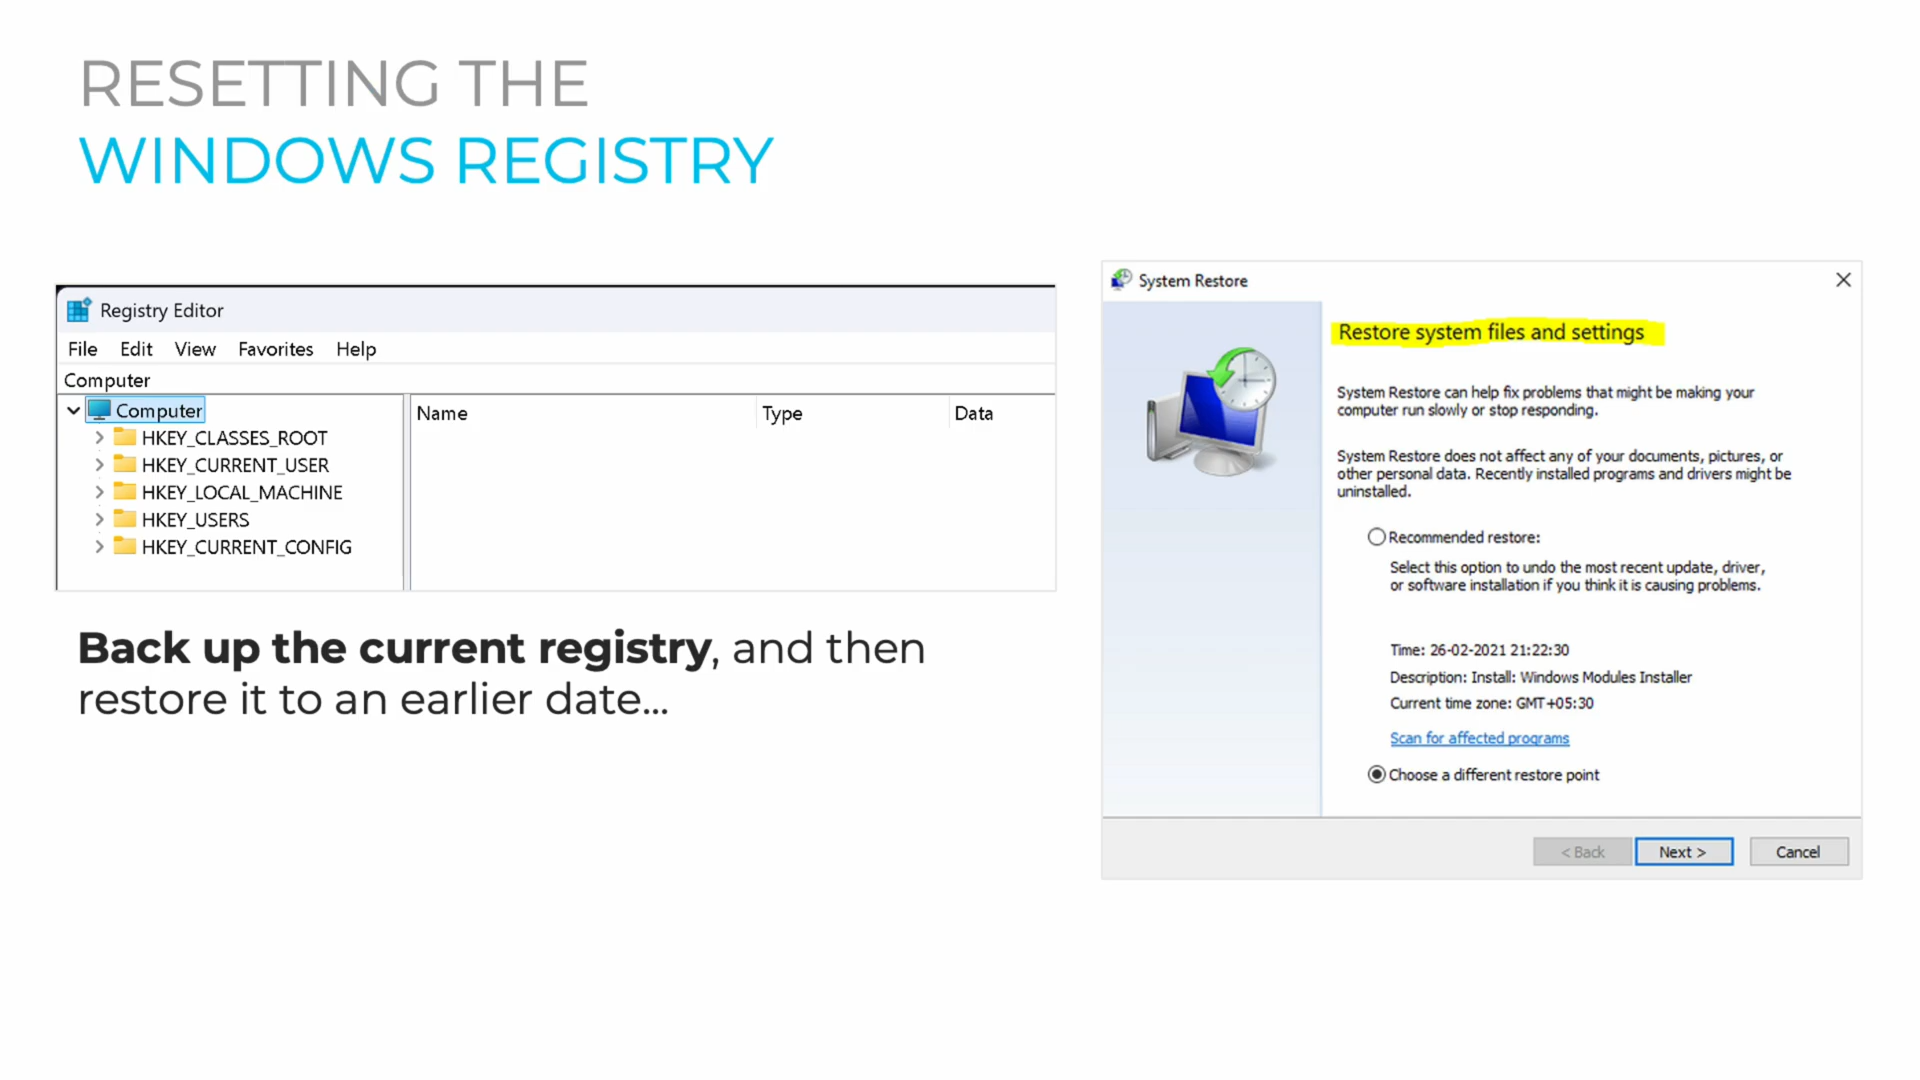 RESETTING THE
WINDOWS REGISTRY
Registry Editor
File Edit View Favorites Help
Computer
Computer
HKEY_CLASSES_ROOT
HKEY_CURRENT_USER
HKEY_LOCAL_MACHINE
HKEY_USERS
HKEY_CURRENT_CONFIG
Name Type Data
Back up the current registry, and then
restore it to an earlier date...
System Restore
Restore system files and settings
System Restore can help fix problems that might be making your
computer run slowly or stop responding.
System Restore does not affect any of your documents, pictures, or
other personal data. Recently installed programs and drivers might be
uninstalled.
Recommended restore:
Select this option to undo the most recent update, driver,
or software installation if you think it is causing problems.
Time: 26-02-2021 21:22:30
Description: Install: Windows Modules Installer
Current time zone: GMT+05:30
Scan for affected programs
Choose a different restore point
< Back Next > Cancel